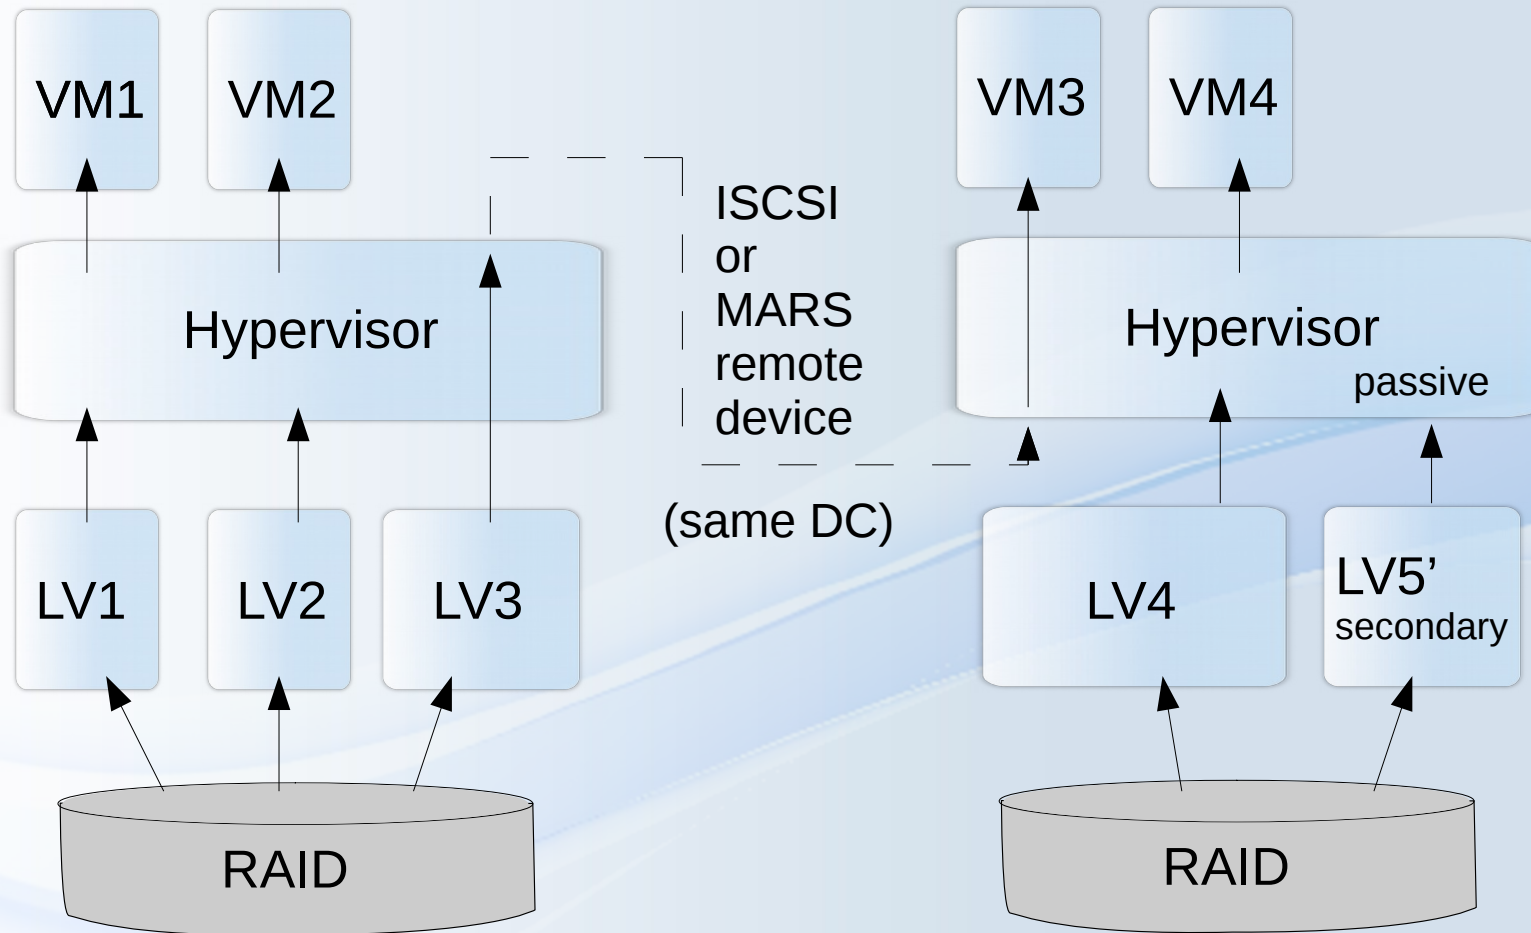 VM1
VM2
VM3
VM4
ISCSI
or
MARS
remote
device
(same DC)
Hypervisor
Hypervisor
passive
LV1
LV2
LV3
LV4
LV5’
secondary
RAID
RAID